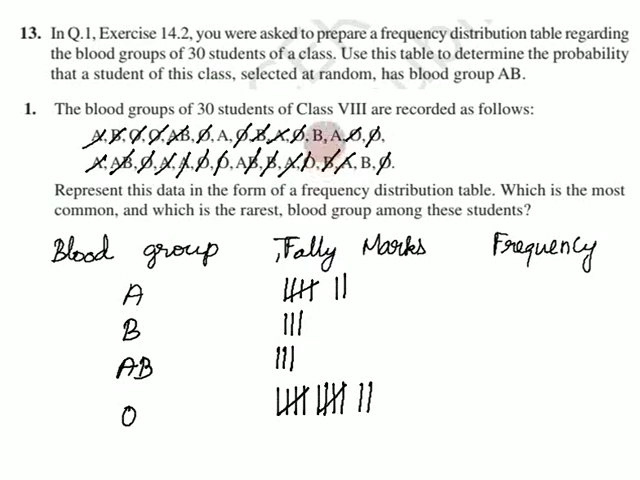 13. In Q.1, Exercise 14.2, you were asked to prepare a frequency distribution table regarding
the blood groups of 30 students of a class. Use this table to determine the probability
that a student of this class, selected at random, has blood group AB.
1. The blood groups of 30 students of Class VIII are recorded as follows:
A, B, O, O, AB, O, A, O, B, A, O, B, A, O, O,
A, AB, O, A, A, O, O, AB, B, A, O, B, A, B, O.
Represent this data in the form of a frequency distribution table. Which is the most
common, and which is the rarest, blood group among these students?
Blood group Tally Marks Frequency
A
B
AB
O